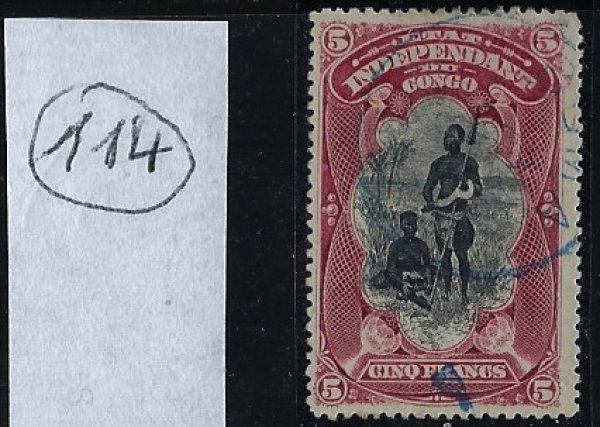 114
5 L'ETAT 5
INDEPENDANT
DU
CONGO
5 CINQ FRANCS 5